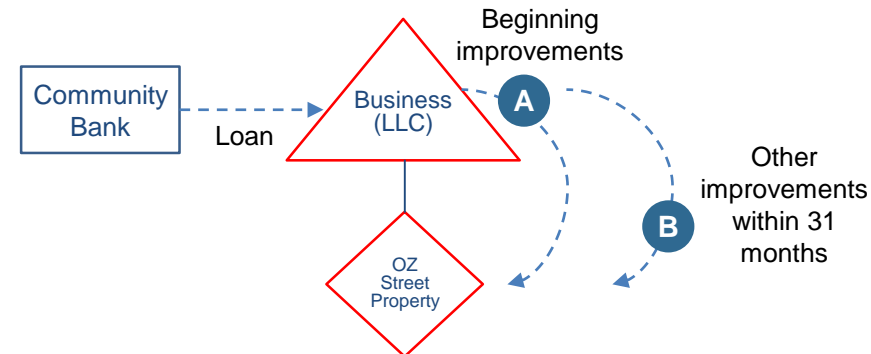 Beginning
improvements
Community
Bank
Loan
Business
(LLC)
A
Other
improvements
within 31
months
B
OZ
Street
Property